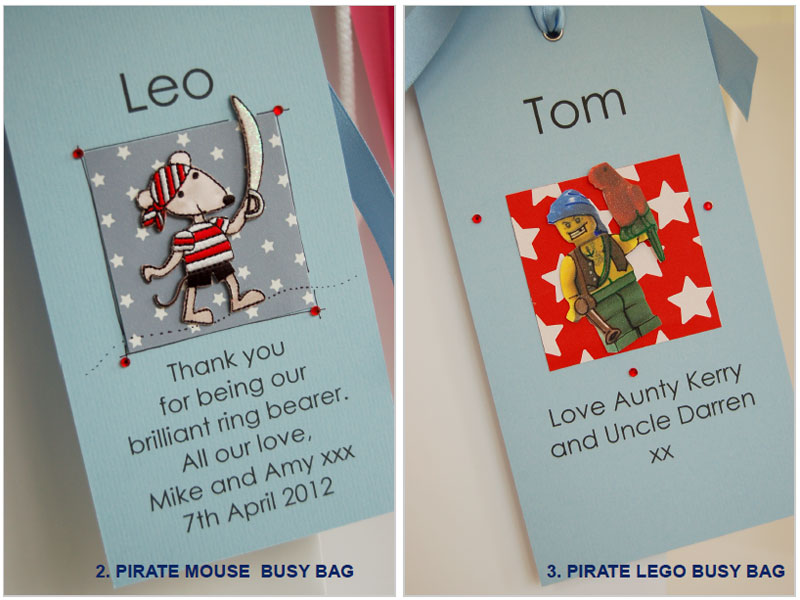 Leo
Thank you
for being our
brilliant ring bearer.
All our love,
Mike and Amy xxx
7th April 2012
2. PIRATE MOUSE BUSY BAG
Tom
Love Aunty Kerry
and Uncle Darren
xx
3. PIRATE LEGO BUSY BAG